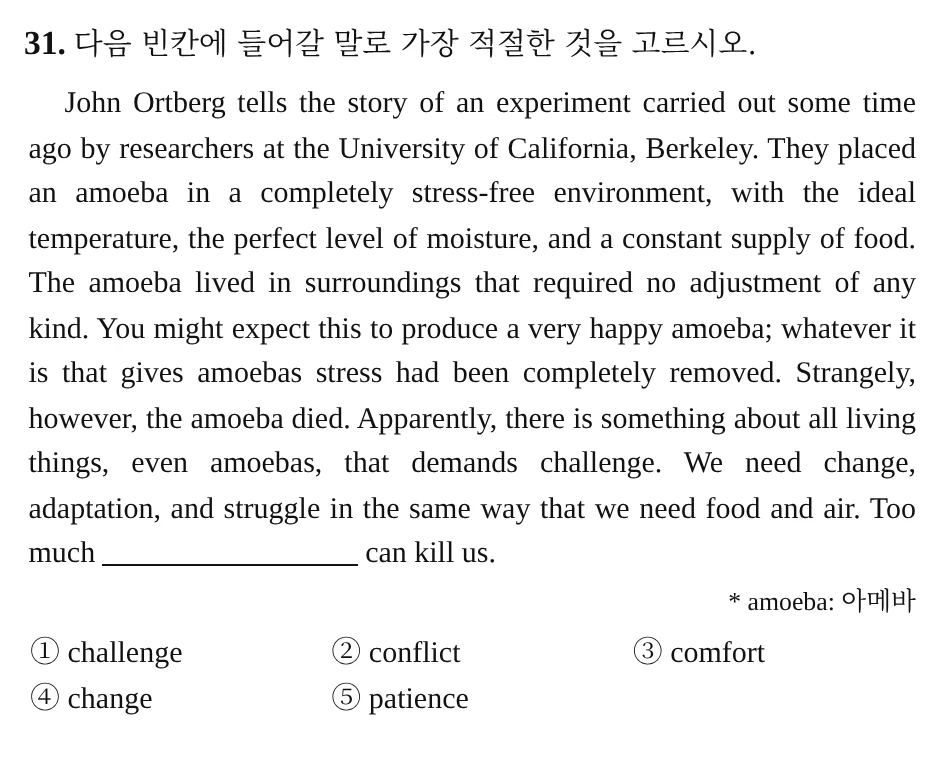 31. 다음 빈칸에 들어갈 말로 가장 적절한 것을 고르시오.
John Ortberg tells the story of an experiment carried out some time
ago by researchers at the University of California, Berkeley. They placed
an amoeba in a completely stress-free environment, with the ideal
temperature, the perfect level of moisture, and a constant supply of food.
The amoeba lived in surroundings that required no adjustment of any
kind. You might expect this to produce a very happy amoeba; whatever it
is that gives amoebas stress had been completely removed. Strangely,
however, the amoeba died. Apparently, there is something about all living
things, even amoebas, that demands challenge. We need change,
adaptation, and struggle in the same way that we need food and air. Too
much ________________ can kill us.
* amoeba: 아메바
① challenge ② conflict ③ comfort
④ change ⑤ patience